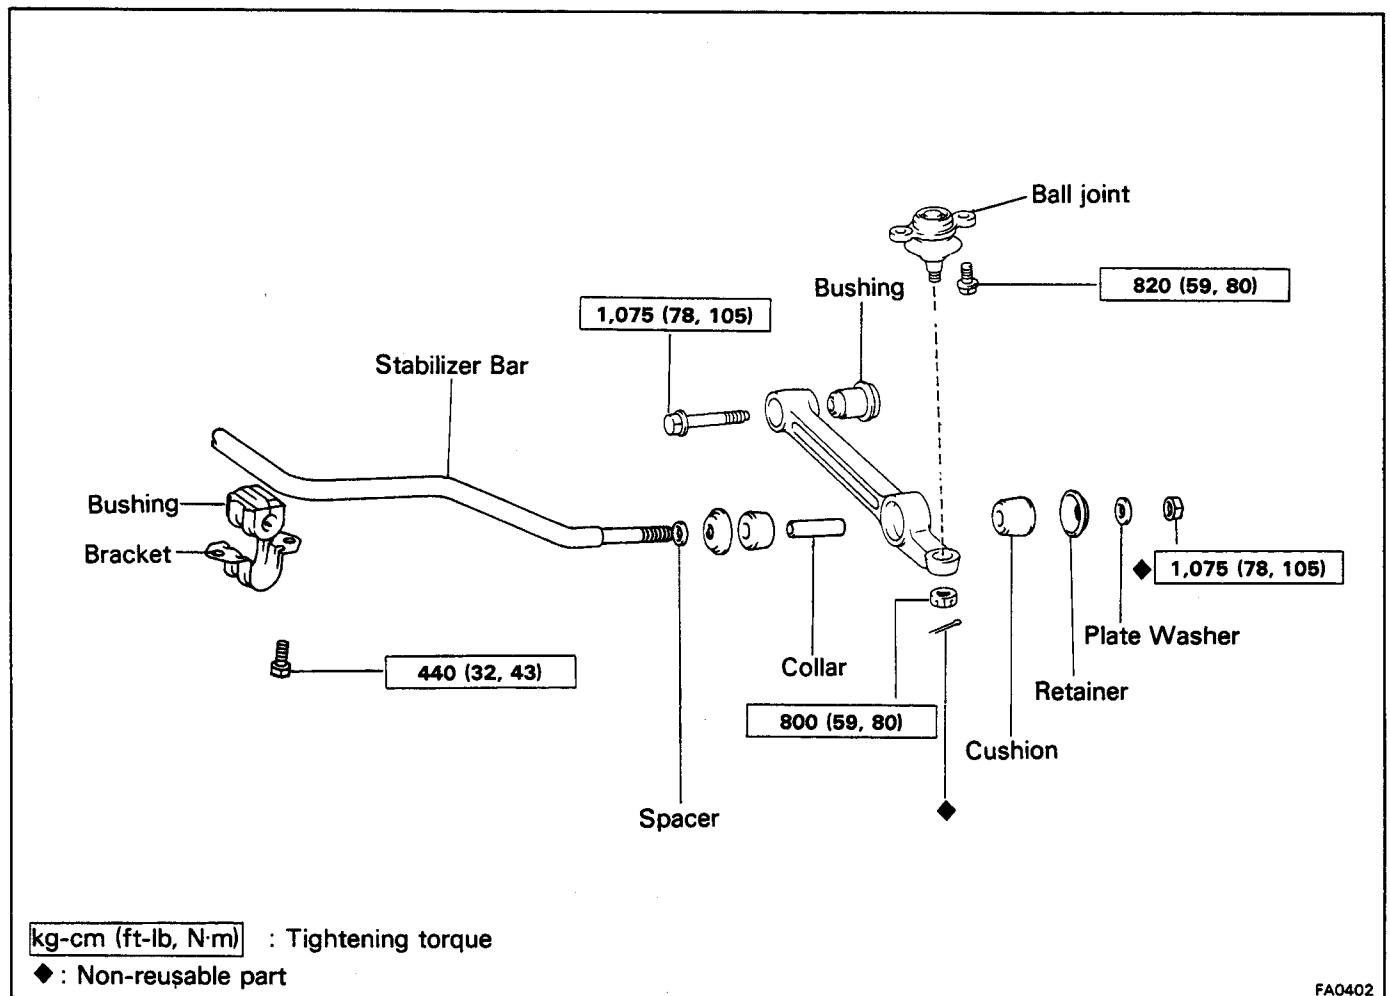 Ball joint
820 (59, 80)
Bushing
1,075 (78, 105)
Stabilizer Bar
Bushing
Bracket
◆ 1,075 (78, 105)
Plate Washer
440 (32, 43)
Collar
Retainer
800 (59, 80)
Cushion
◆
Spacer
kg-cm (ft-lb, N·m) : Tightening torque
◆ : Non-reusable part
FA0402